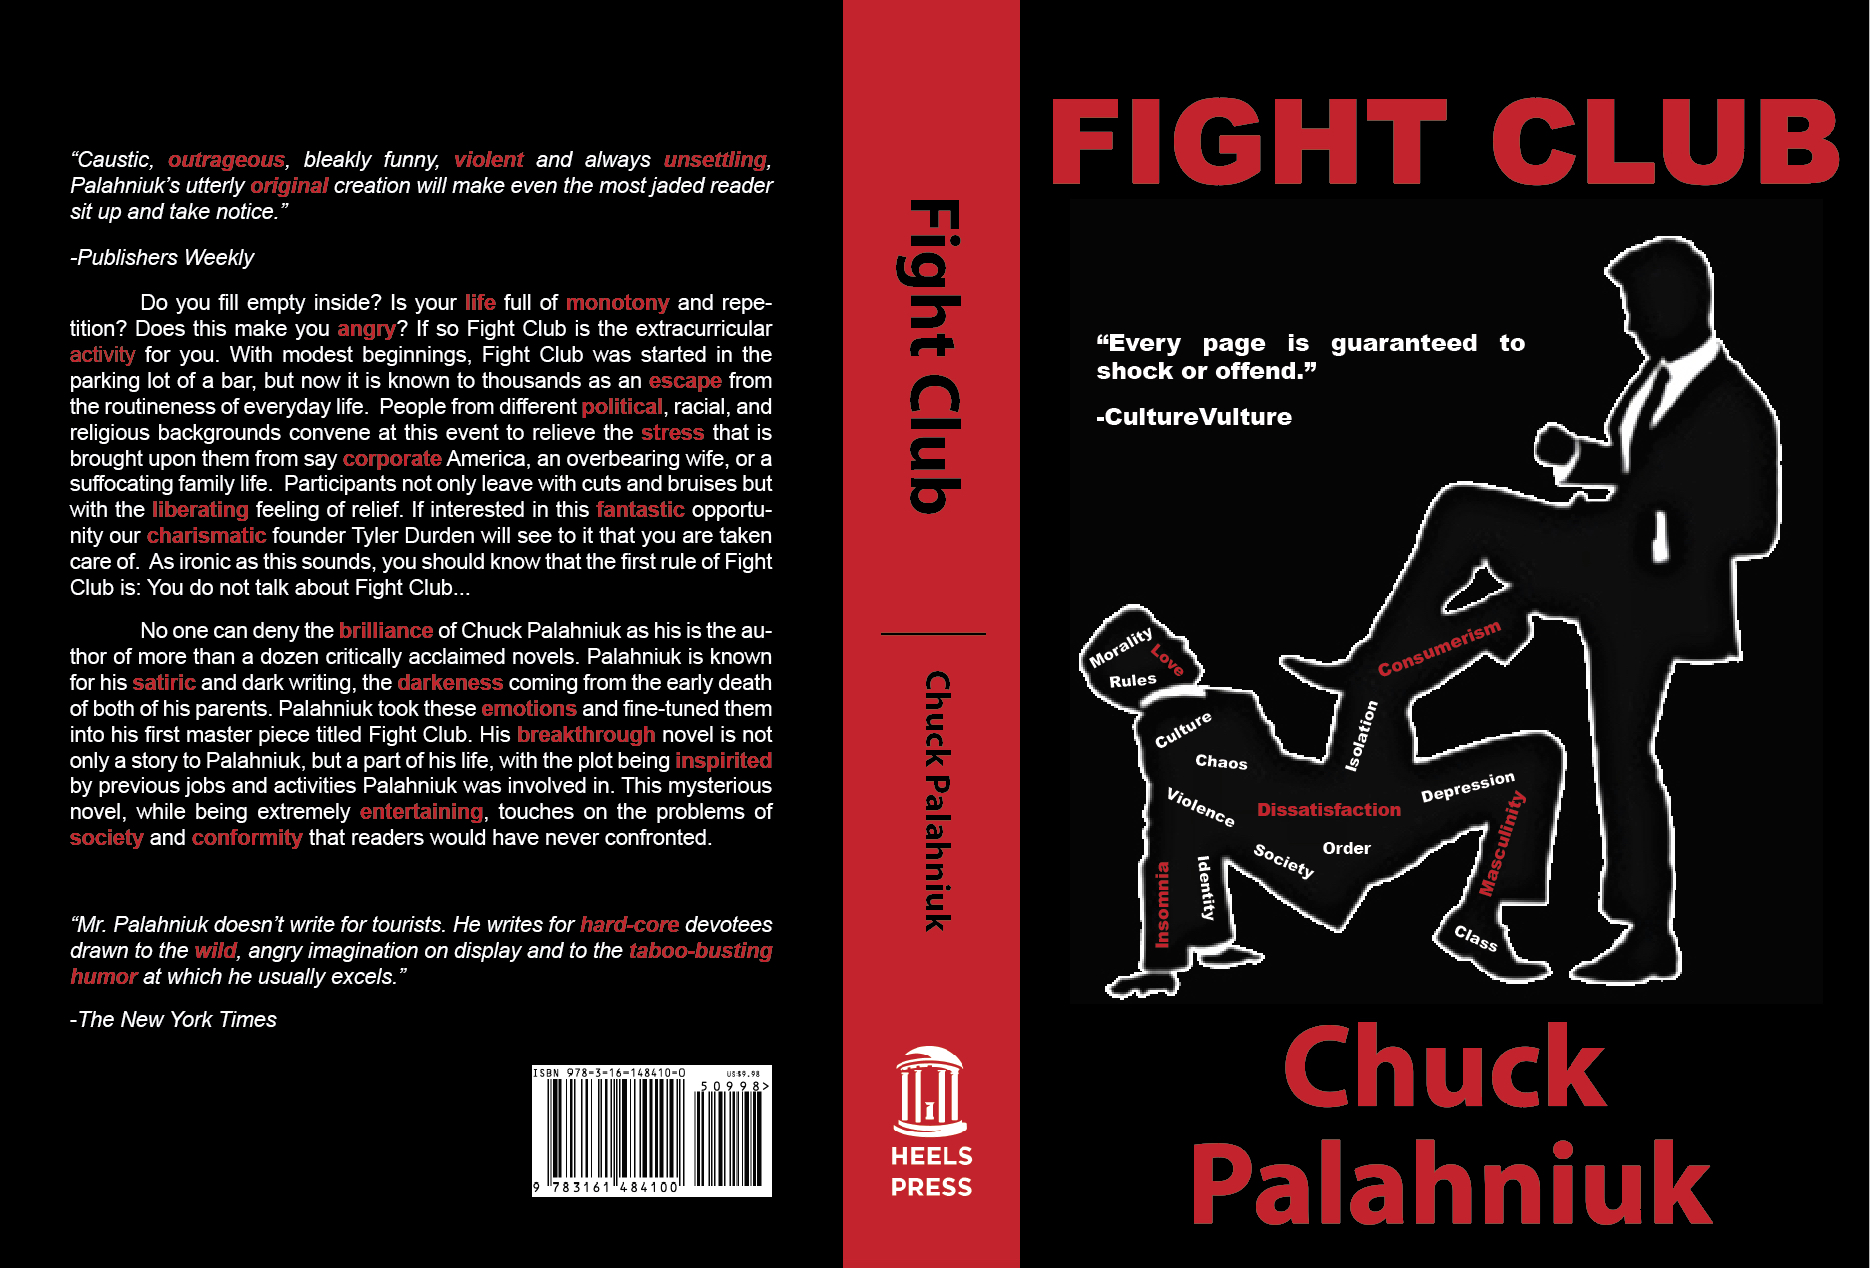 “Caustic, outrageous, bleakly funny, violent and always unsettling,
Palahniuk’s utterly original creation will make even the most jaded reader
sit up and take notice.”
-Publishers Weekly
Do you fill empty inside? Is your life full of monotony and repe-
tition? Does this make you angry? If so Fight Club is the extracurricular
activity for you. With modest beginnings, Fight Club was started in the
parking lot of a bar, but now it is known to thousands as an escape from
the routineness of everyday life. People from different political, racial, and
religious backgrounds convene at this event to relieve the stress that is
brought upon them from say corporate America, an overbearing wife, or a
suffocating family life. Participants not only leave with cuts and bruises but
with the liberating feeling of relief. If interested in this fantastic opportu-
nity our charismatic founder Tyler Durden will see to it that you are taken
care of. As ironic as this sounds, you should know that the first rule of Fight
Club is: You do not talk about Fight Club...
No one can deny the brilliance of Chuck Palahniuk as his is the au-
thor of more than a dozen critically acclaimed novels. Palahniuk is known
for his satiric and dark writing, the darkeness coming from the early death
of both of his parents. Palahniuk took these emotions and fine-tuned them
into his first master piece titled Fight Club. His breakthrough novel is not
only a story to Palahniuk, but a part of his life, with the plot being inspirited
by previous jobs and activities Palahniuk was involved in. This mysterious
novel, while being extremely entertaining, touches on the problems of
society and conformity that readers would have never confronted.
“Mr. Palahniuk doesn’t write for tourists. He writes for hard-core devotees
drawn to the wild, angry imagination on display and to the taboo-busting
humor at which he usually excels.”
-The New York Times
ISBN 978-3-16-148410-0
US$9.98
50998>
9 783161 484100
Fight Club
Chuck Palahniuk
HEELS
PRESS
FIGHT CLUB
“Every page is guaranteed to
shock or offend.”
-CultureVulture
Morality
Love
Rules
Consumerism
Culture
Isolation
Chaos
Violence
Dissatisfaction
Depression
Masculinity
Order
Society
Insomnia
Identity
Class
Chuck
Palahniuk